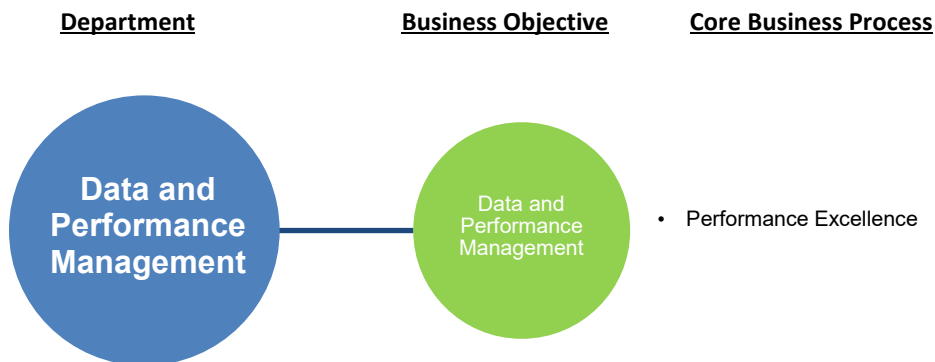 Department
Business Objective
Core Business Process
Data and
Performance
Management
Data and
Performance
Management
• Performance Excellence